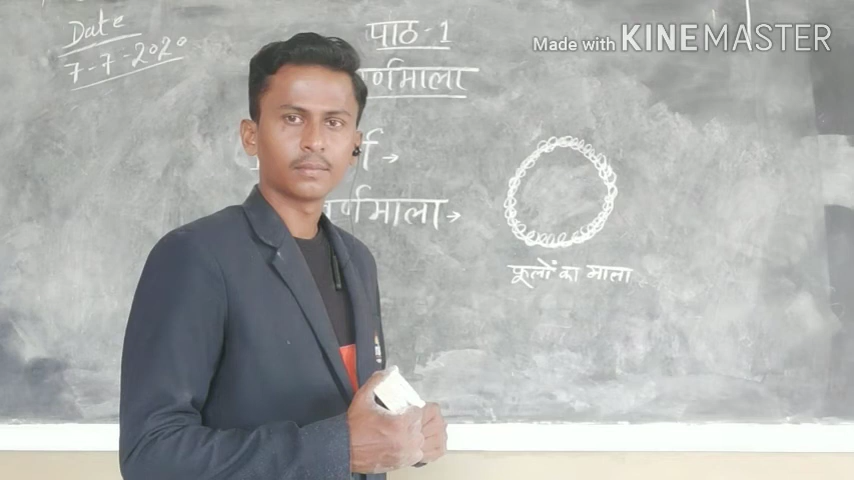 Date
7-7-2020
पाठ-1
Made with KINEMASTER
र्णमाला
→
वर्णमाला→
फूलों का माला